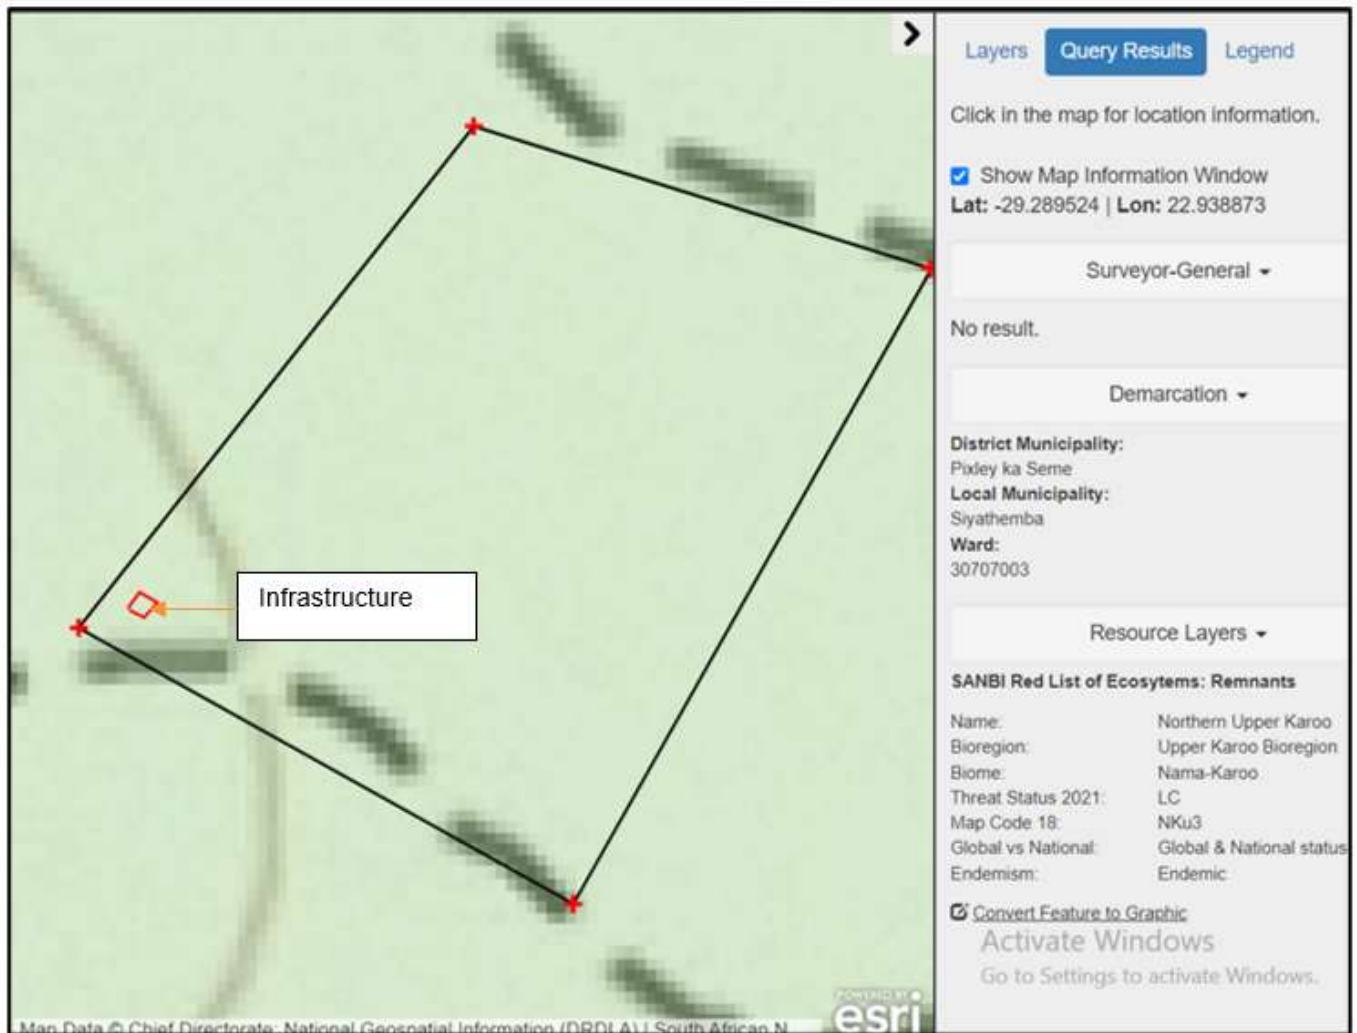 Layers Query Results Legend
Click in the map for location information.
Show Map Information Window
Lat: -29.289524 | Lon: 22.938873
Surveyor-General
No result.
Demarcation
District Municipality:
Pixley ka Seme
Local Municipality:
Siyathemba
Ward:
30707003
Resource Layers
SANBI Red List of Ecosytems: Remnants
Name: Northern Upper Karoo
Bioregion: Upper Karoo Bioregion
Biome: Nama-Karoo
Threat Status 2021: LC
Map Code 18: NKu3
Global vs National: Global & National status
Endemism: Endemic
Convert Feature to Graphic
Activate Windows
Go to Settings to activate Windows.
Infrastructure
POWERED BY
esri
Map Data © Chief Directorate: National Geospatial Information (DRDLA) | South African N